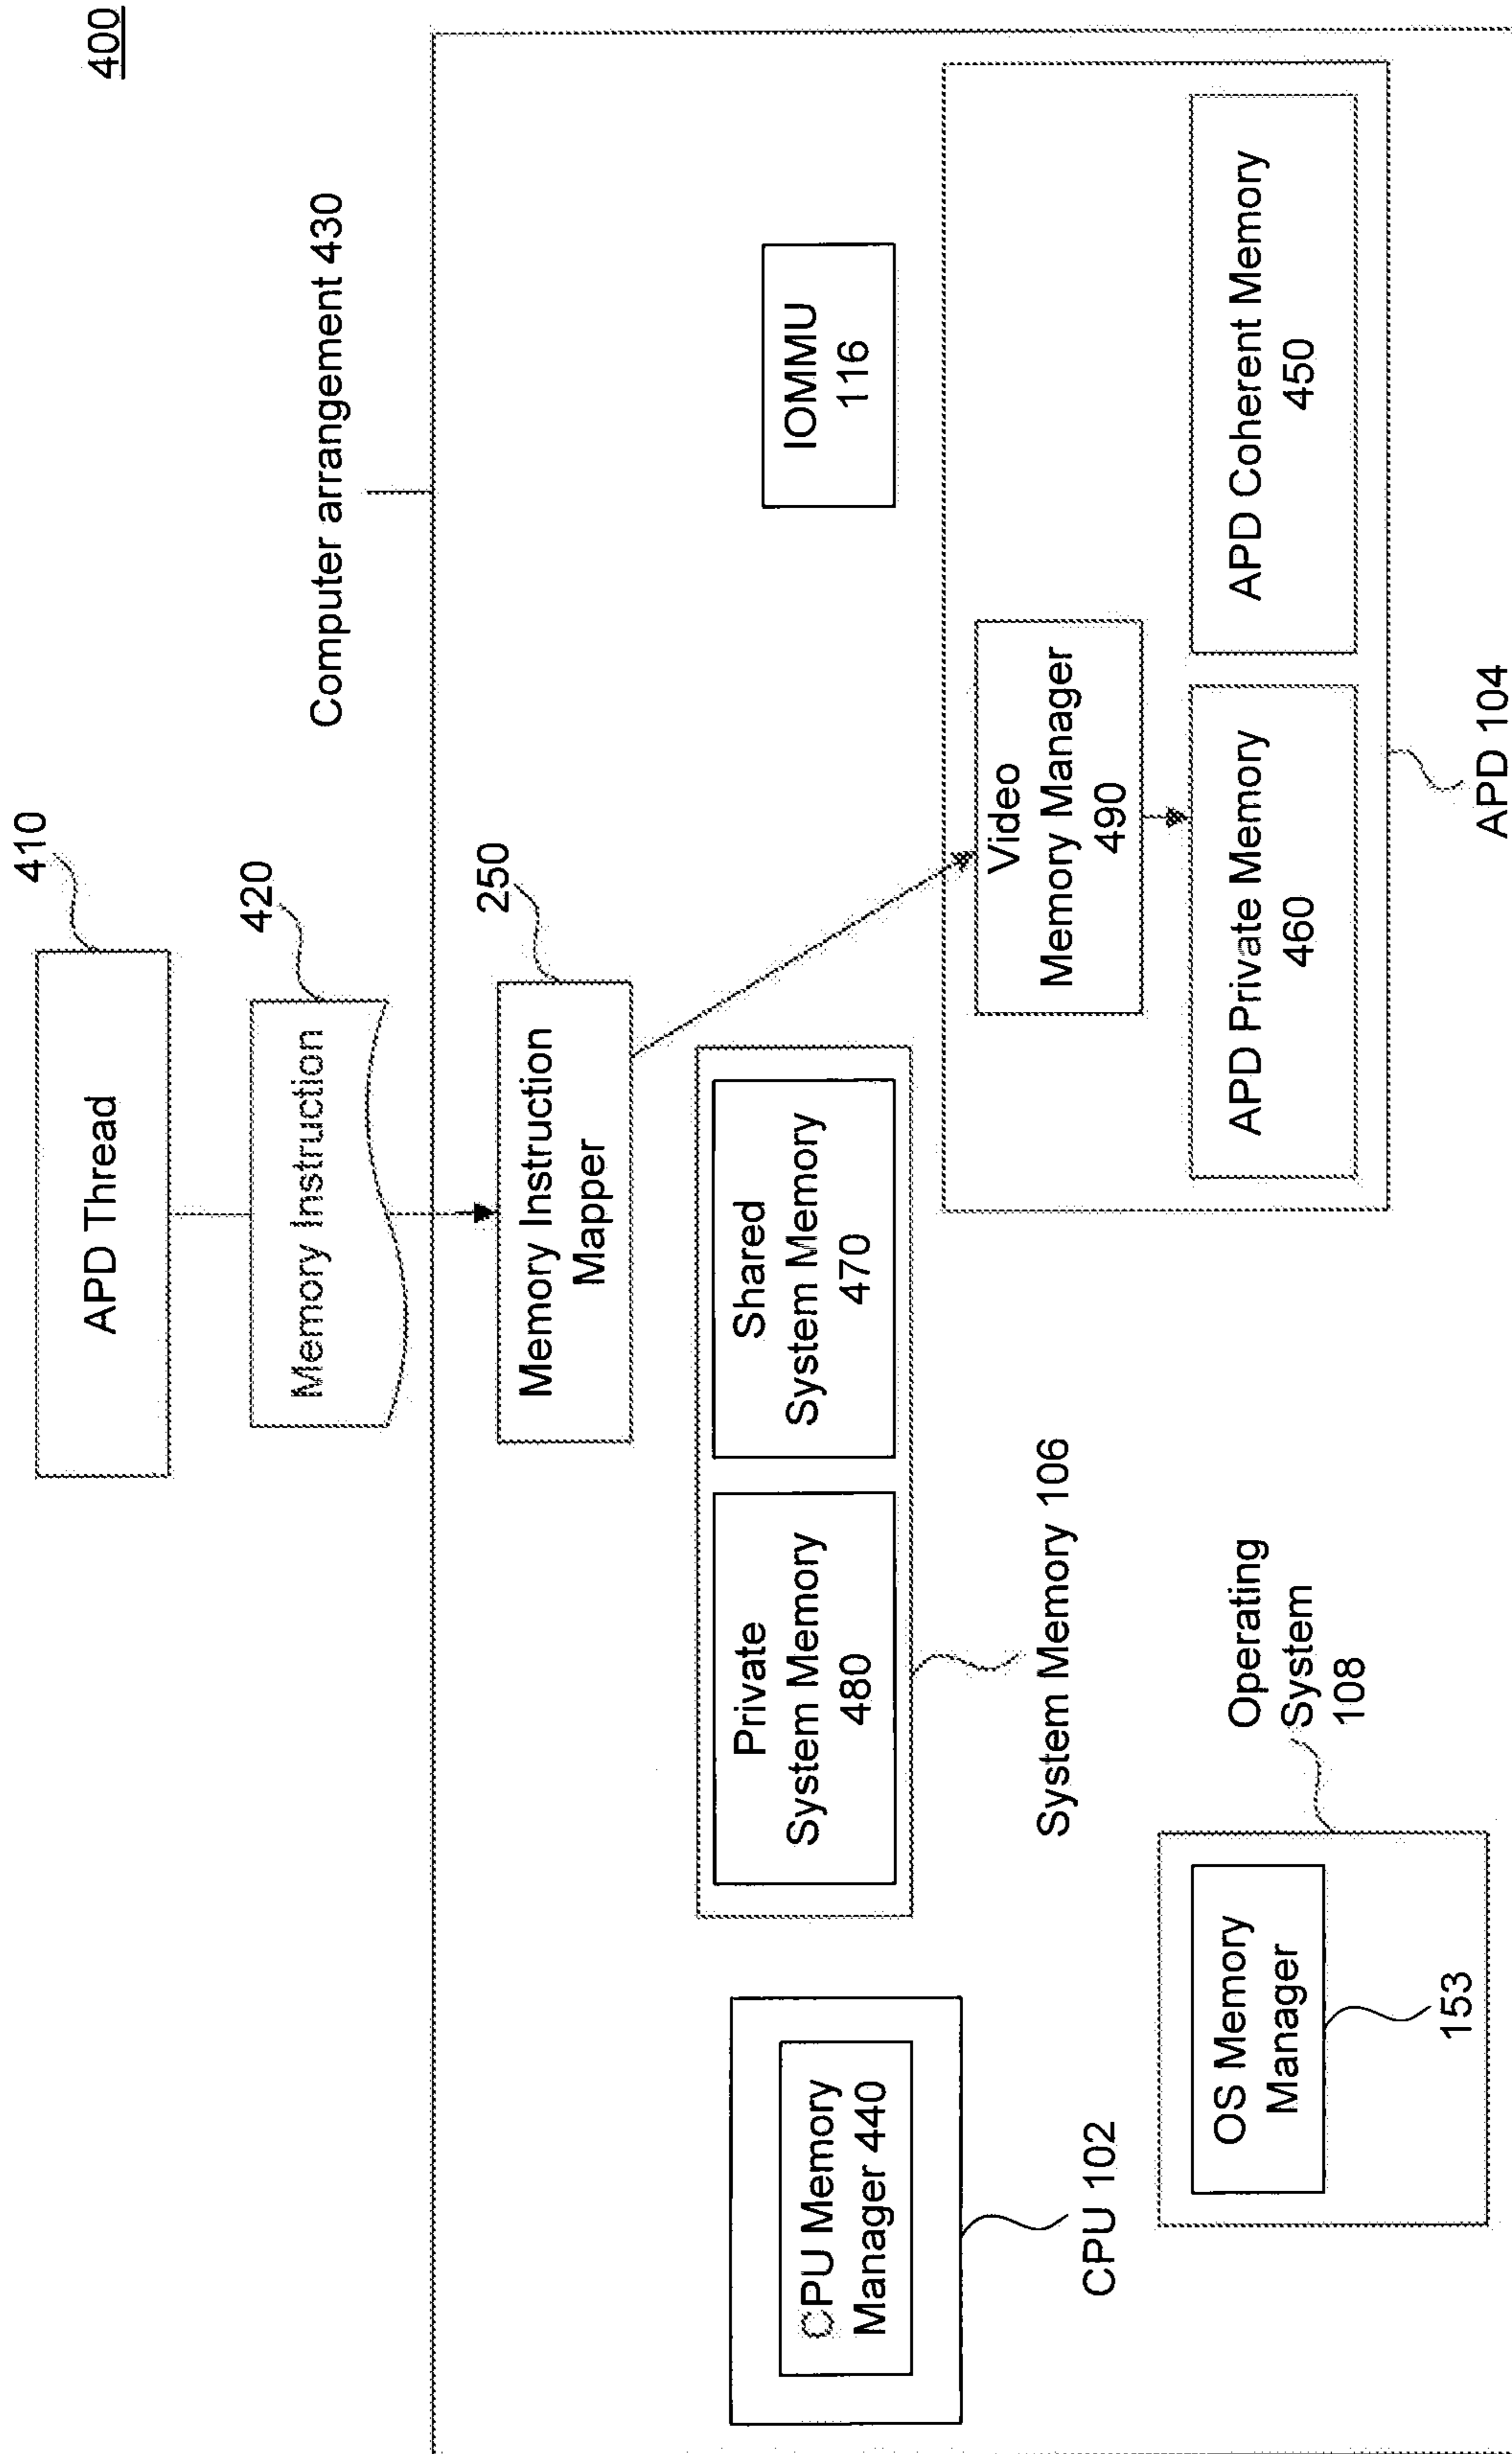 400
APD Thread
410
Memory Instruction
420
Computer arrangement 430
Memory Instruction
Mapper
250
CPU Memory
Manager 440
CPU 102
Private
System Memory
480
Shared
System Memory
470
System Memory 106
IOMMU
116
Video
Memory Manager
490
APD Private Memory
460
APD Coherent Memory
450
APD 104
OS Memory
Manager
153
Operating
System
108